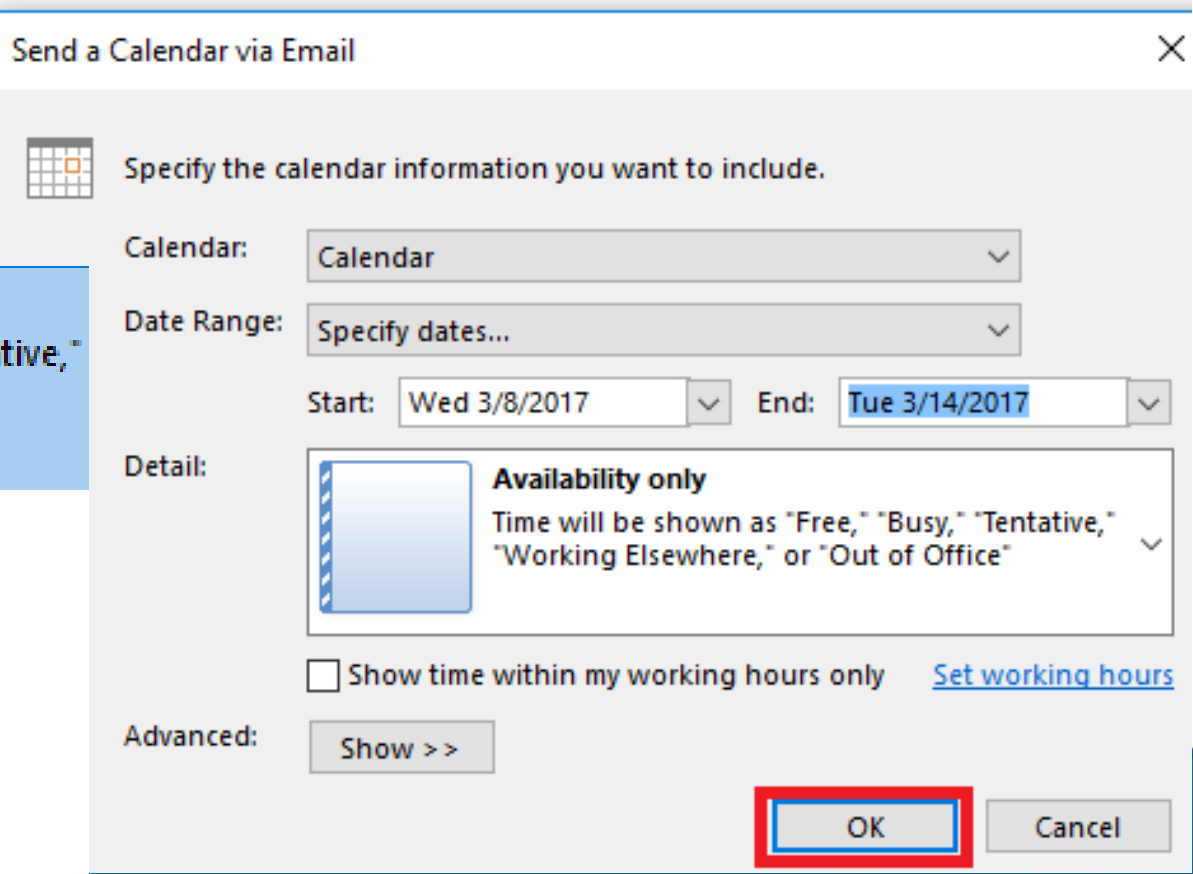 Send a Calendar via Email
Specify the calendar information you want to include.
Calendar: Calendar
Date Range: Specify dates...
Start: Wed 3/8/2017 End: Tue 3/14/2017
Detail: Availability only
Time will be shown as "Free," "Busy," "Tentative,"
"Working Elsewhere," or "Out of Office"
Show time within my working hours only Set working hours
Advanced: Show >>
OK Cancel